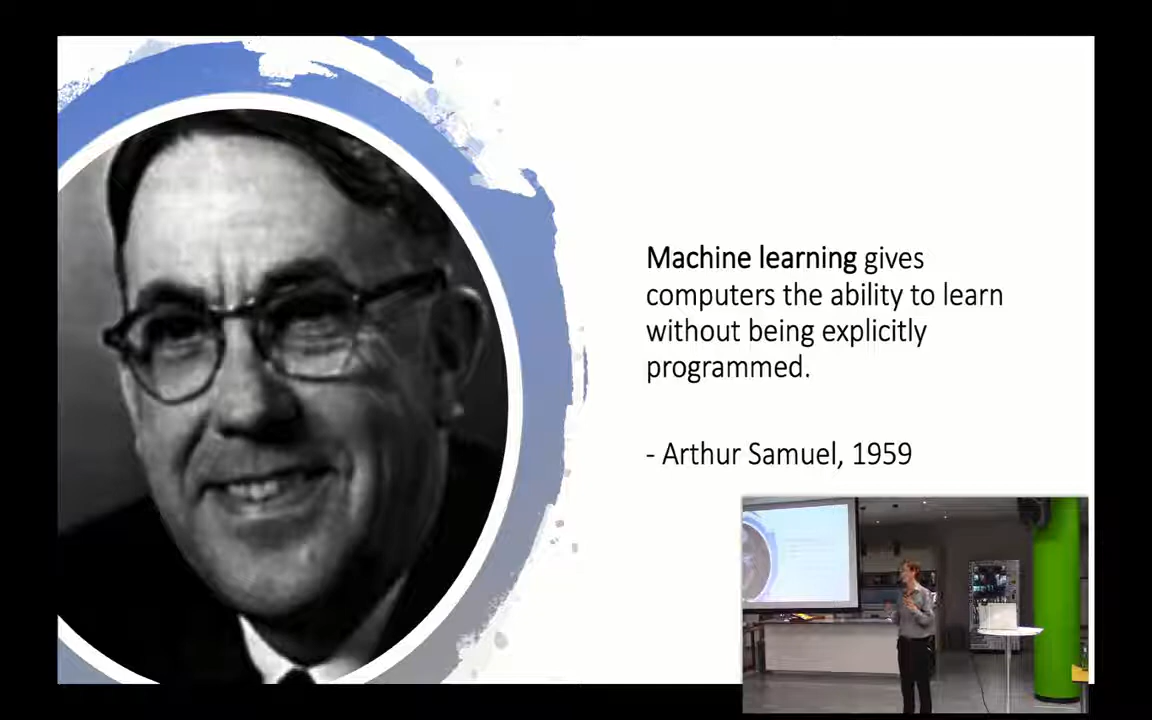 Machine learning gives
computers the ability to learn
without being explicitly
programmed.
- Arthur Samuel, 1959